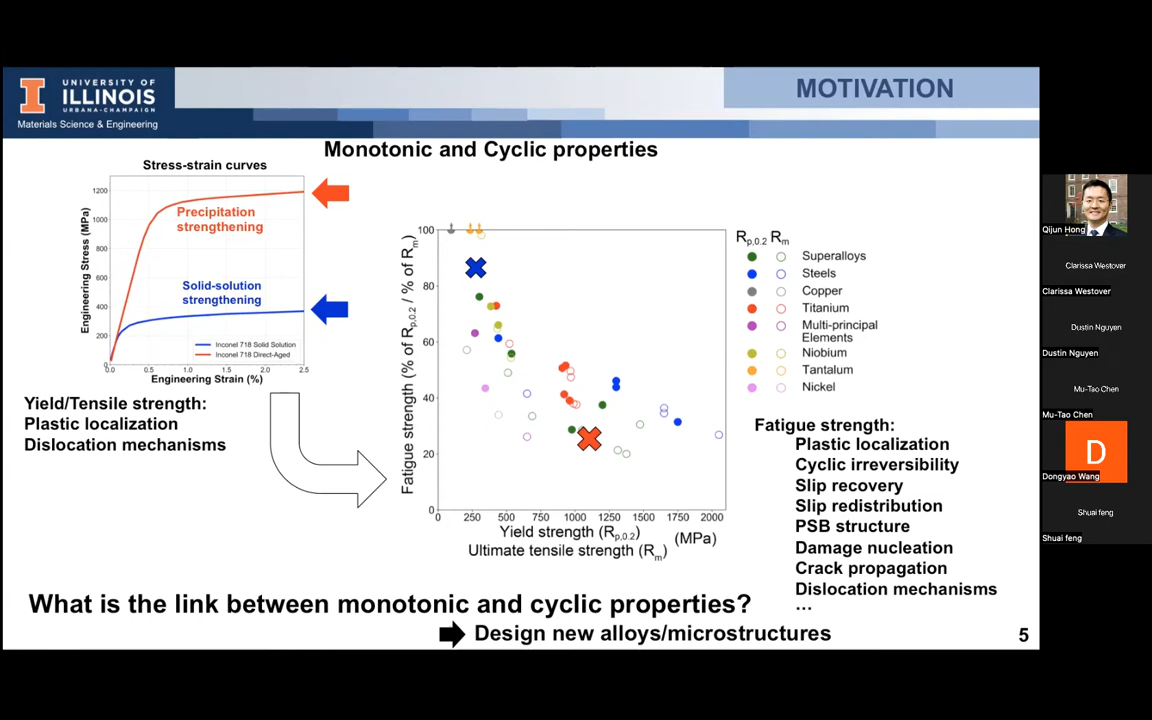 UNIVERSITY OF
ILLINOIS
URBANA-CHAMPAIGN
Materials Science & Engineering
MOTIVATION
Monotonic and Cyclic properties
Stress-strain curves
Engineering Stress (MPa)
1200
1000
800
600
400
200
0
Precipitation
strengthening
Solid-solution
strengthening
Inconel 718 Solid Solution
Inconel 718 Direct-Aged
0.0 0.5 1.0 1.5 2.0 2.5
Engineering Strain (%)
Yield/Tensile strength:
Plastic localization
Dislocation mechanisms
Fatigue strength (% of Rp,0.2 / % of Rm)
100
80
60
40
20
0
0 250 500 750 1000 1250 1500 1750 2000
Yield strength (Rp,0.2)
Ultimate tensile strength (Rm)
(MPa)
Rp,0.2 Rm
Superalloys
Steels
Copper
Titanium
Multi-principal
Elements
Niobium
Tantalum
Nickel
Fatigue strength:
Plastic localization
Cyclic irreversibility
Slip recovery
Slip redistribution
PSB structure
Damage nucleation
Crack propagation
Dislocation mechanisms
...
What is the link between monotonic and cyclic properties?
Design new alloys/microstructures
5
Qijun Hong
Clarissa Westover
Clarissa Westover
Dustin Nguyen
Dustin Nguyen
Mu-Tao Chen
Mu-Tao Chen
D
Dongyao Wang
Shuai feng
Shuai feng